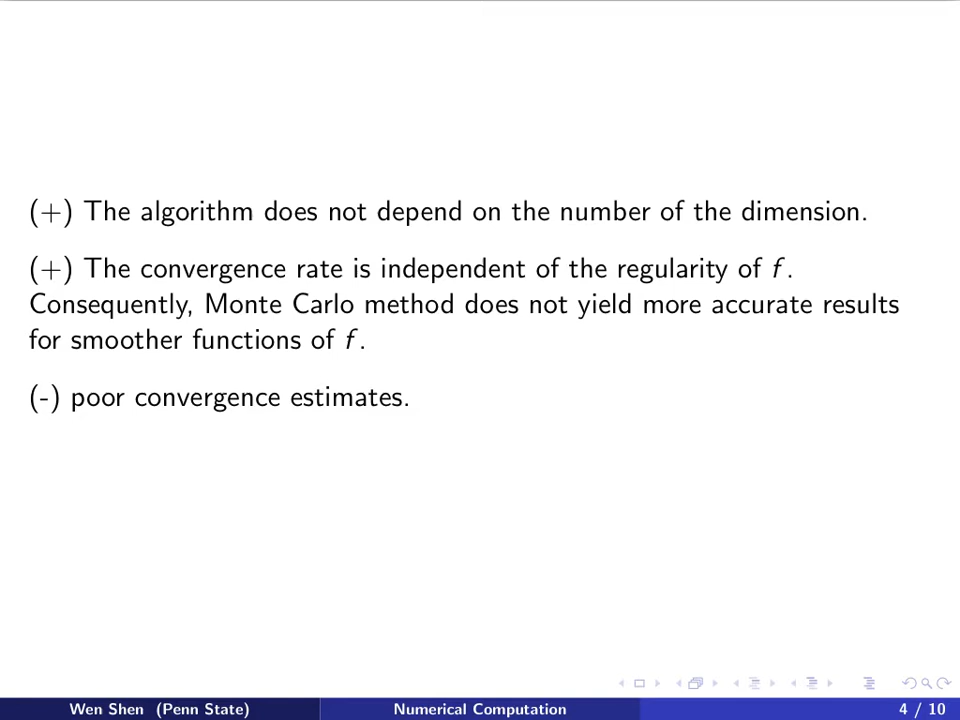 (+) The algorithm does not depend on the number of the dimension.
(+) The convergence rate is independent of the regularity of f.
Consequently, Monte Carlo method does not yield more accurate results
for smoother functions of f.
(-) poor convergence estimates.
Wen Shen (Penn State)
Numerical Computation
4 / 10